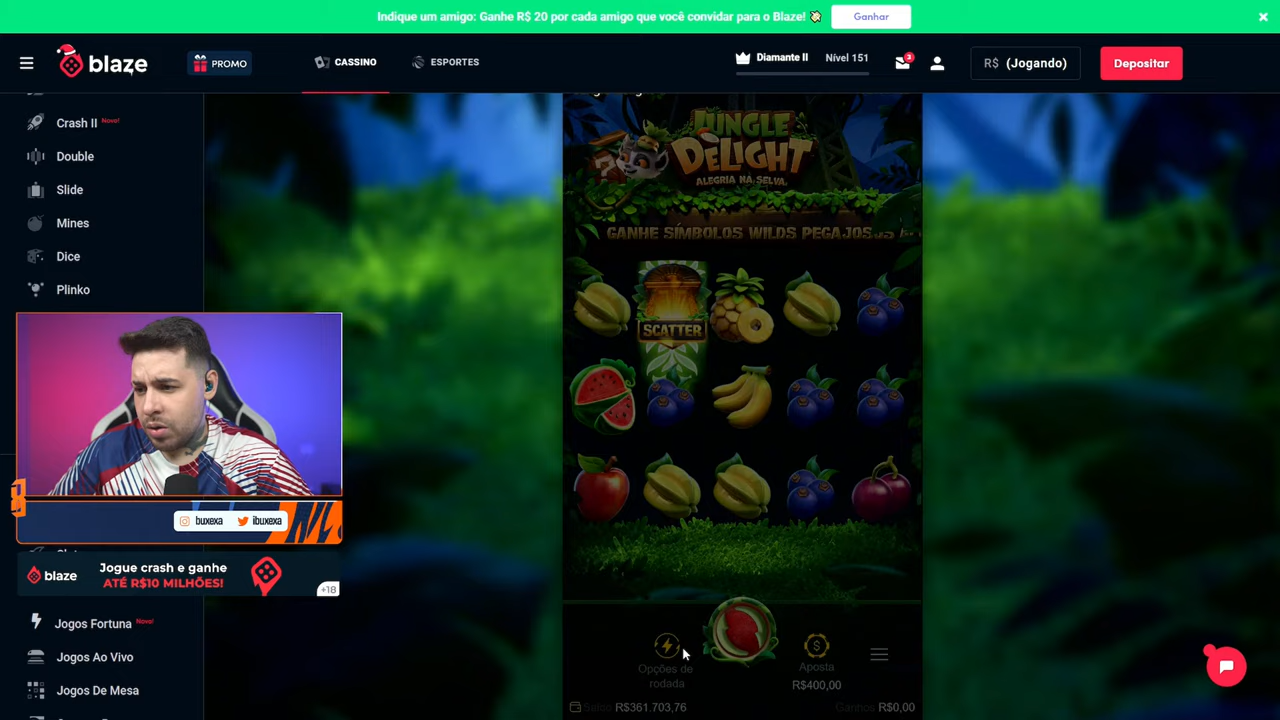 Indique um amigo: Ganhe R$ 20 por cada amigo que você convidar para o Blaze!
Ganhar
blaze
PROMO
CASSINO
ESPORTES
Diamante II
Nível 151
3
R$ (Jogando)
Depositar
Crash II Novo!
Double
Slide
Mines
Dice
Plinko
JUNGLE
DELIGHT
ALEGRIA NA SELVA
GANHE SÍMBOLOS WILDS PEGAJOSOS
SCATTER
buxexa
ibuxexa
blaze
Jogue crash e ganhe
ATÉ R$10 MILHÕES!
+18
Jogos Fortuna Novo!
Jogos Ao Vivo
Jogos De Mesa
Opções de
rodada
Aposta
R$400,00
Saldo R$361.703,76
Ganhos R$0,00